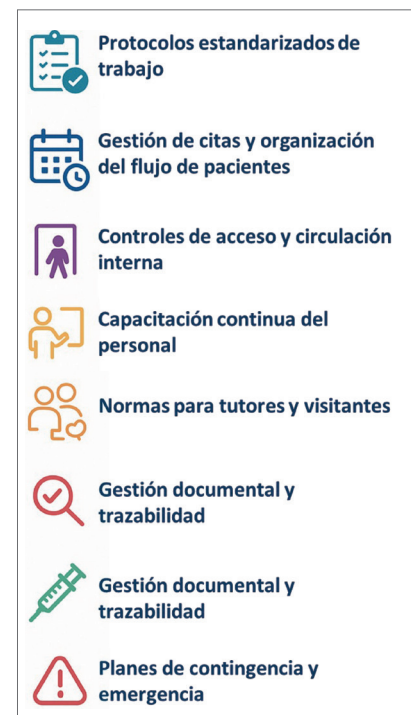 Protocolos estandarizados de
trabajo
Gestión de citas y organización
del flujo de pacientes
Controles de acceso y circulación
interna
Capacitación continua del
personal
Normas para tutores y visitantes
Gestión documental y
trazabilidad
Gestión documental y
trazabilidad
Planes de contingencia y
emergencia